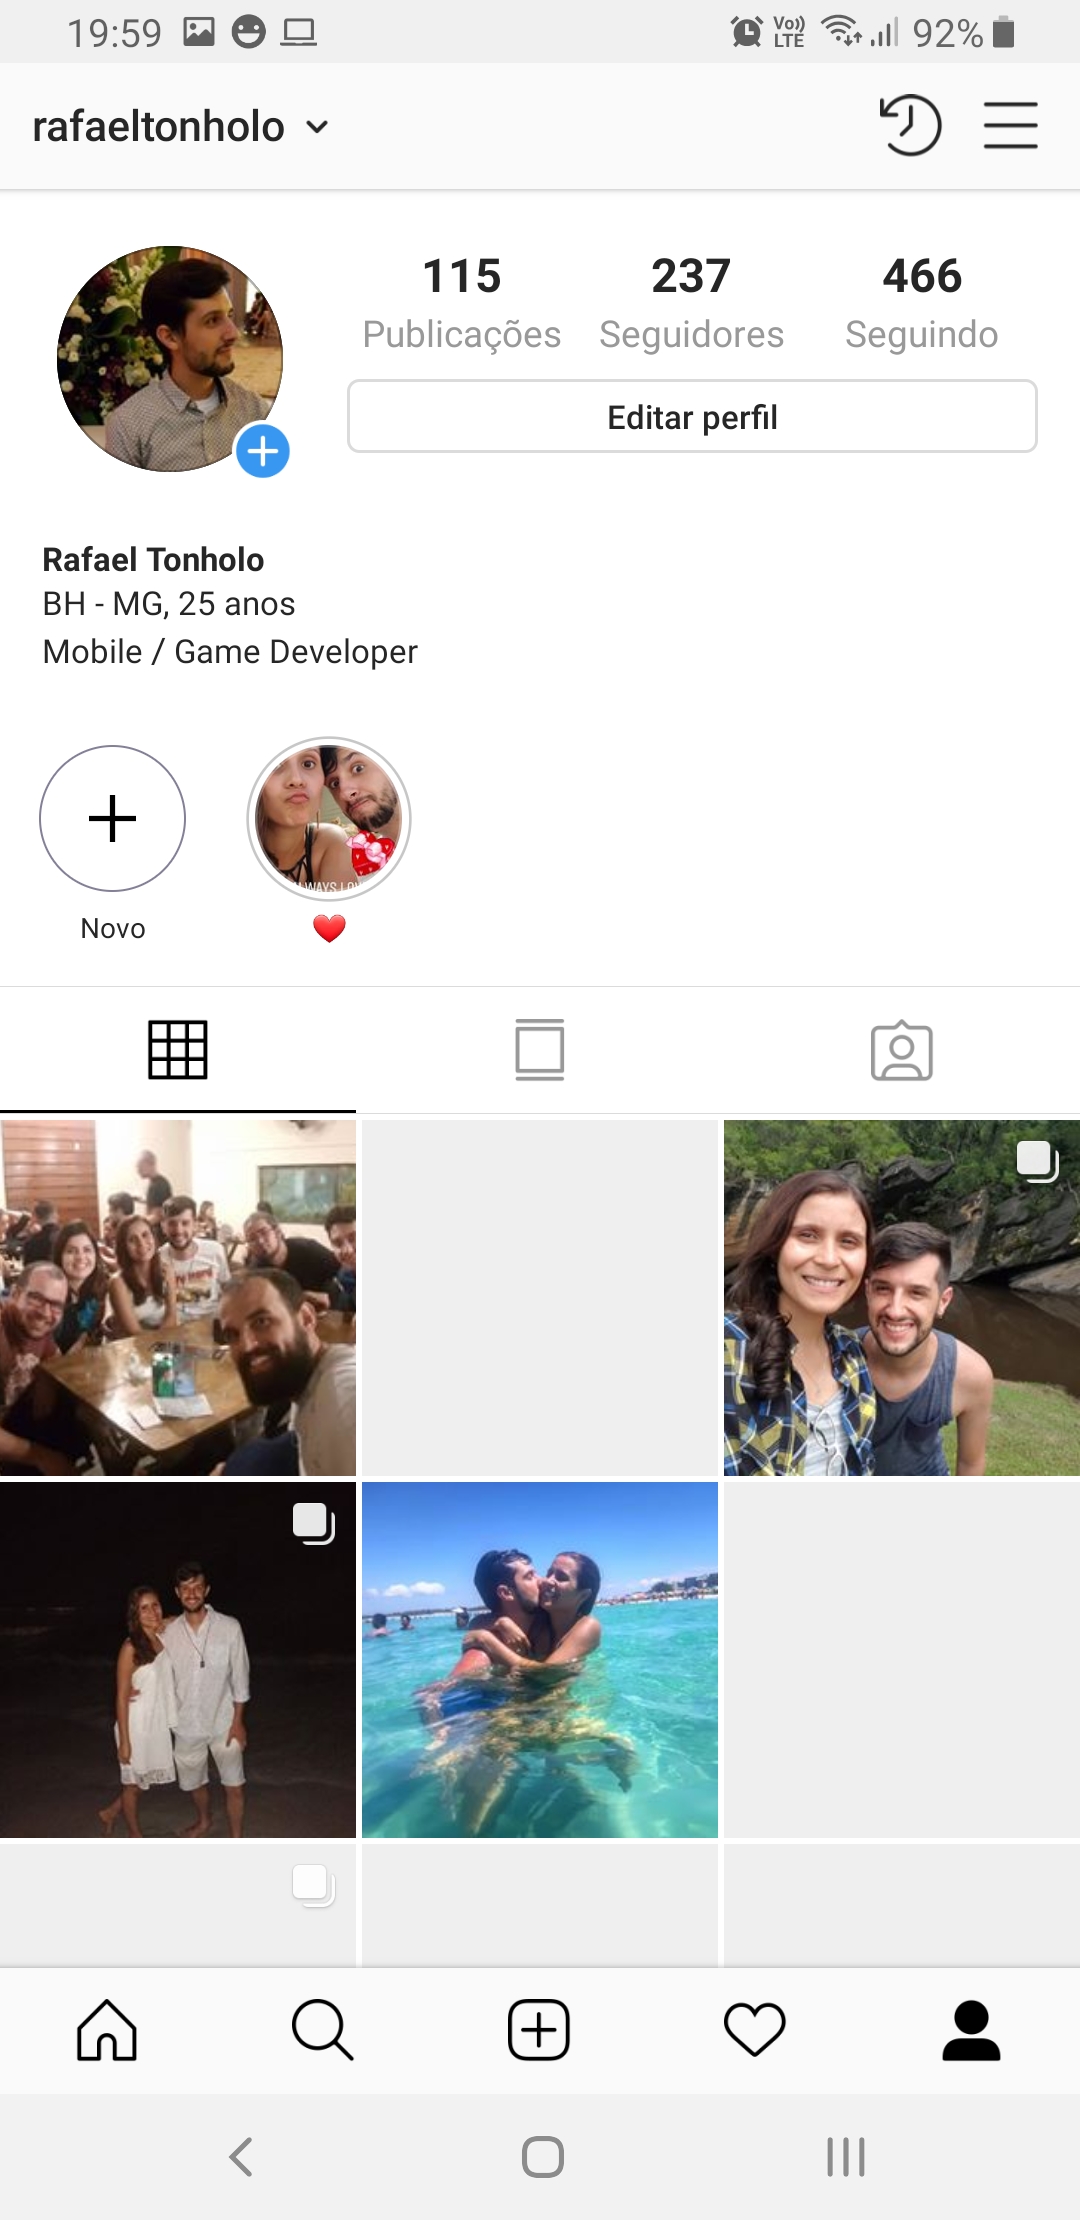 19:59
Vo))
LTE
92%
rafaeltonholo
115
237
466
Publicações
Seguidores
Seguindo
Editar perfil
Rafael Tonholo
BH - MG, 25 anos
Mobile / Game Developer
Novo